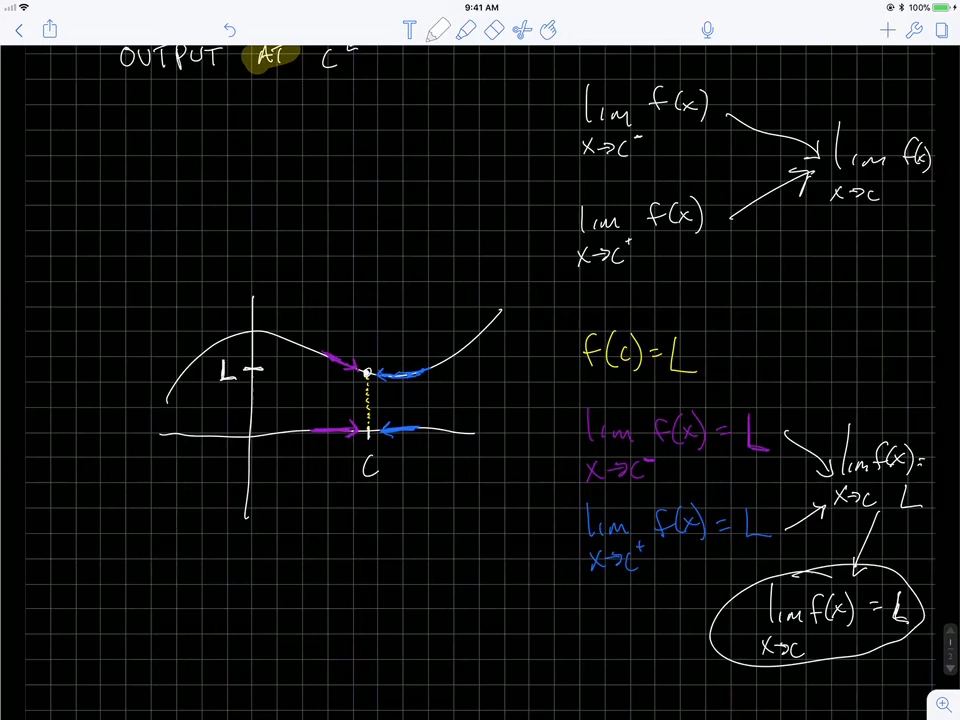 9:41 AM
100%
T
OUTPUT AT C"
lim f(x)
x→c⁻
lim f(x)
x→c
lim f(x)
x→c⁺
L
C
f(c) = L
lim f(x) = L
x→c⁻
lim f(x) =
x→c L
lim f(x) = L
x→c⁺
lim f(x) = L
x→c